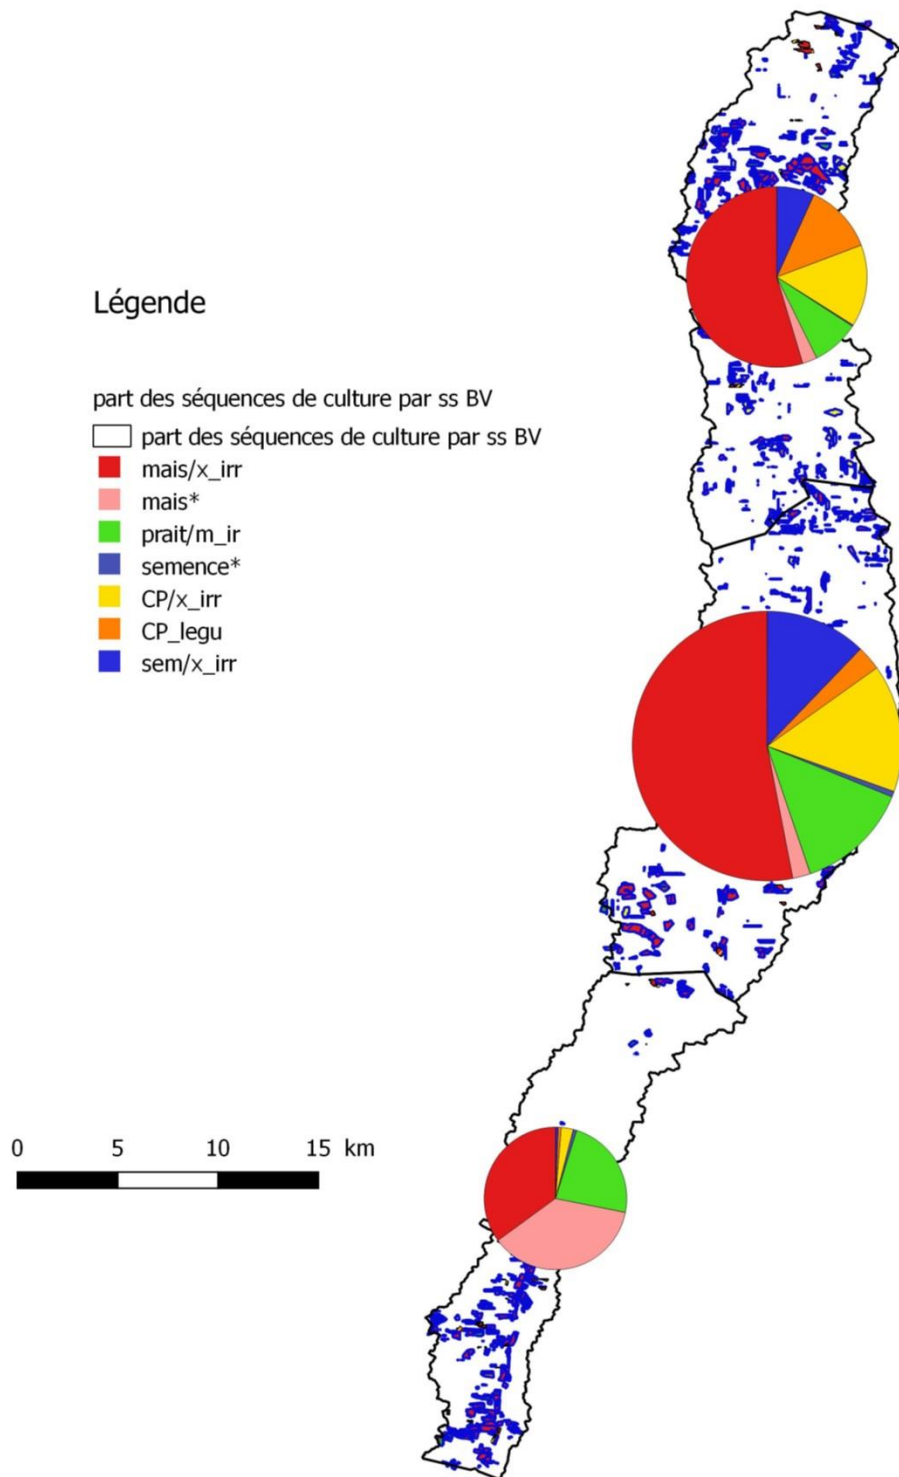 Légende
part des séquences de culture par ss BV
part des séquences de culture par ss BV
mais/x_irr
mais*
prait/m_ir
semence*
CP/x_irr
CP_legu
sem/x_irr
0 5 10 15 km